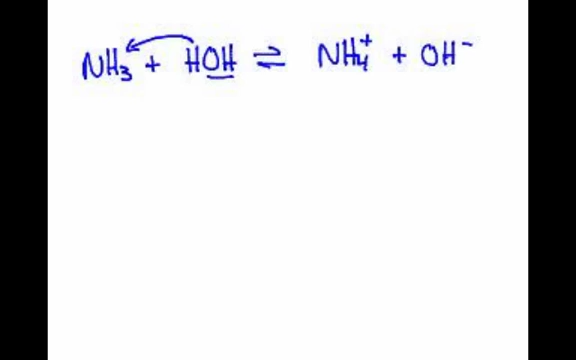 NH₃ + HOH ⇌ NH₄⁺ + OH⁻